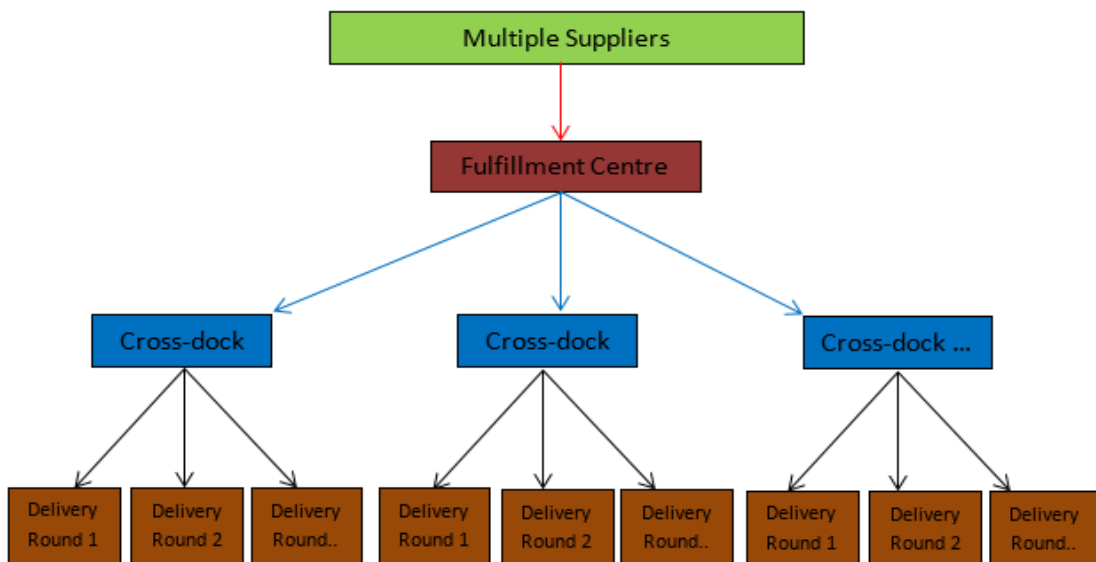 Multiple Suppliers
Fulfillment Centre
Cross-dock
Cross-dock
Cross-dock ...
Delivery
Round 1
Delivery
Round 2
Delivery
Round..
Delivery
Round 1
Delivery
Round 2
Delivery
Round..
Delivery
Round 1
Delivery
Round 2
Delivery
Round..